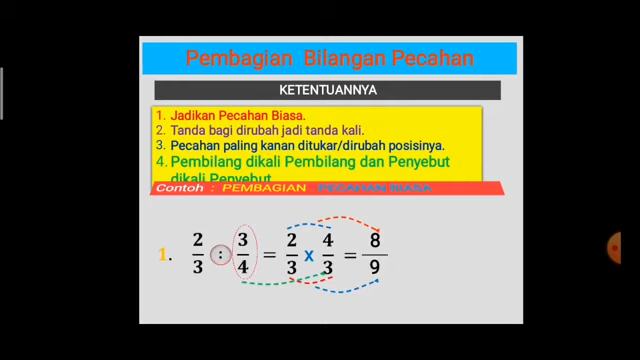 Pembagian Bilangan Pecahan
KETENTUANNYA
1. Jadikan Pecahan Biasa.
2. Tanda bagi dirubah jadi tanda kali.
3. Pecahan paling kanan ditukar/dirubah posisinya.
4. Pembilang dikali Pembilang dan Penyebut
dikali Penyebut
Contoh : PEMBAGIAN PECAHAN BIASA
1. 2/3 : 3/4 = 2/3 x 4/3 = 8/9